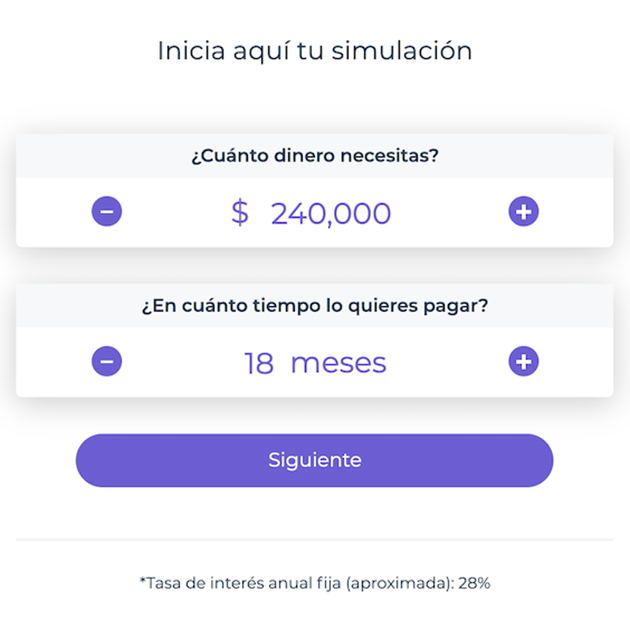 Inicia aquí tu simulación
¿Cuánto dinero necesitas?
$ 240,000
¿En cuánto tiempo lo quieres pagar?
18 meses
Siguiente
*Tasa de interés anual fija (aproximada): 28%